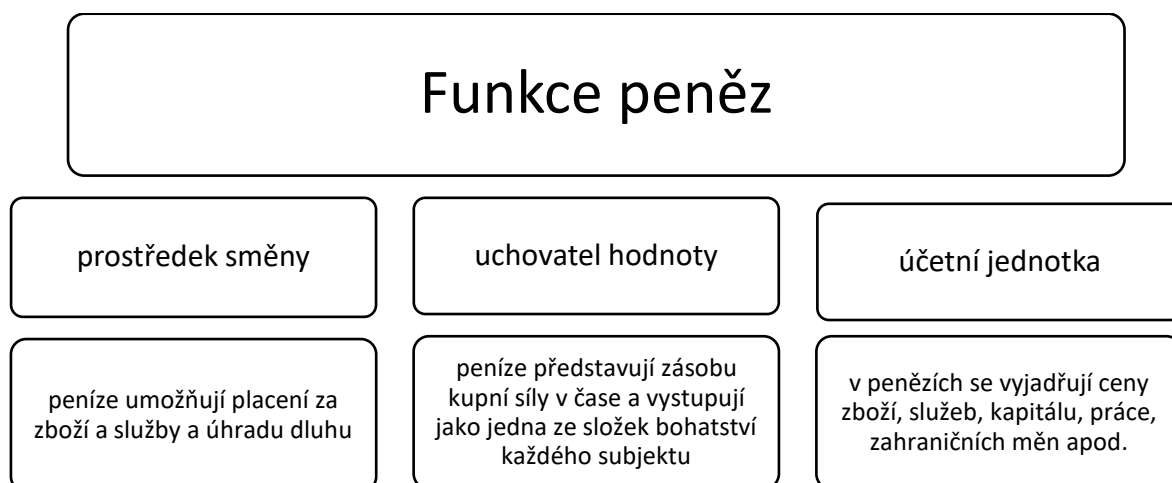 Funkce peněz
prostředek směny
uchovatel hodnoty
účetní jednotka
peníze umožňují placení za
zboží a služby a úhradu dluhu
peníze představují zásobu
kupní síly v čase a vystupují
jako jedna ze složek bohatství
každého subjektu
v penězích se vyjadřují ceny
zboží, služeb, kapitálu, práce,
zahraničních měn apod.